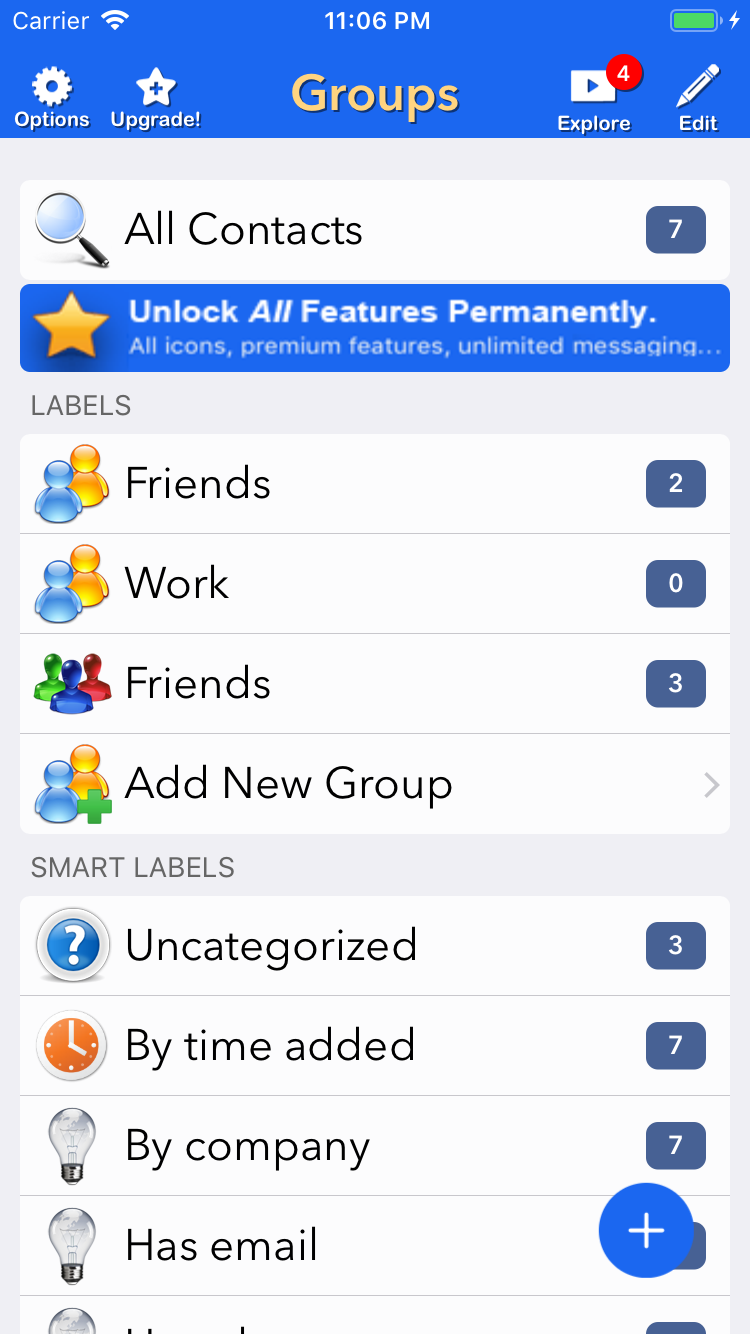 Carrier 11:06 PM
Options Upgrade! Groups 4 Explore Edit
All Contacts 7
Unlock All Features Permanently.
All icons, premium features, unlimited messaging...
LABELS
Friends 2
Work 0
Friends 3
Add New Group
SMART LABELS
Uncategorized 3
By time added 7
By company 7
Has email